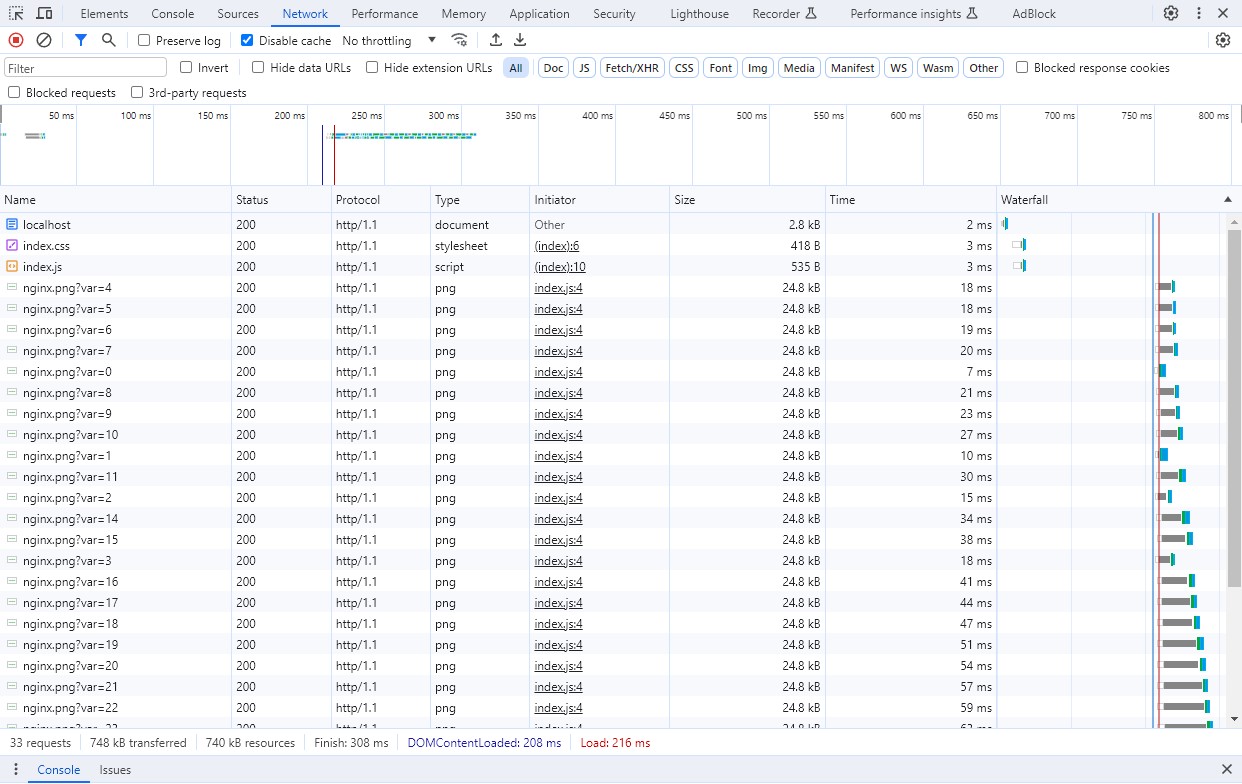 Elements Console Sources Network Performance Memory Application Security Lighthouse Recorder Performance insights AdBlock
Preserve log Disable cache No throttling
Filter Invert Hide data URLs Hide extension URLs All Doc JS Fetch/XHR CSS Font Img Media Manifest WS Wasm Other Blocked response cookies
Blocked requests 3rd-party requests
50 ms 100 ms 150 ms 200 ms 250 ms 300 ms 350 ms 400 ms 450 ms 500 ms 550 ms 600 ms 650 ms 700 ms 750 ms 800 ms
Name Status Protocol Type Initiator Size Time Waterfall
localhost 200 http/1.1 document Other 2.8 kB 2 ms
index.css 200 http/1.1 stylesheet (index):6 418 B 3 ms
index.js 200 http/1.1 script (index):10 535 B 3 ms
nginx.png?var=4 200 http/1.1 png index.js:4 24.8 kB 18 ms
nginx.png?var=5 200 http/1.1 png index.js:4 24.8 kB 18 ms
nginx.png?var=6 200 http/1.1 png index.js:4 24.8 kB 19 ms
nginx.png?var=7 200 http/1.1 png index.js:4 24.8 kB 20 ms
nginx.png?var=0 200 http/1.1 png index.js:4 24.8 kB 7 ms
nginx.png?var=8 200 http/1.1 png index.js:4 24.8 kB 21 ms
nginx.png?var=9 200 http/1.1 png index.js:4 24.8 kB 23 ms
nginx.png?var=10 200 http/1.1 png index.js:4 24.8 kB 27 ms
nginx.png?var=1 200 http/1.1 png index.js:4 24.8 kB 10 ms
nginx.png?var=11 200 http/1.1 png index.js:4 24.8 kB 30 ms
nginx.png?var=2 200 http/1.1 png index.js:4 24.8 kB 15 ms
nginx.png?var=14 200 http/1.1 png index.js:4 24.8 kB 34 ms
nginx.png?var=15 200 http/1.1 png index.js:4 24.8 kB 38 ms
nginx.png?var=3 200 http/1.1 png index.js:4 24.8 kB 18 ms
nginx.png?var=16 200 http/1.1 png index.js:4 24.8 kB 41 ms
nginx.png?var=17 200 http/1.1 png index.js:4 24.8 kB 44 ms
nginx.png?var=18 200 http/1.1 png index.js:4 24.8 kB 47 ms
nginx.png?var=19 200 http/1.1 png index.js:4 24.8 kB 51 ms
nginx.png?var=20 200 http/1.1 png index.js:4 24.8 kB 54 ms
nginx.png?var=21 200 http/1.1 png index.js:4 24.8 kB 57 ms
nginx.png?var=22 200 http/1.1 png index.js:4 24.8 kB 59 ms
33 requests 748 kB transferred 740 kB resources Finish: 308 ms DOMContentLoaded: 208 ms Load: 216 ms
Console Issues